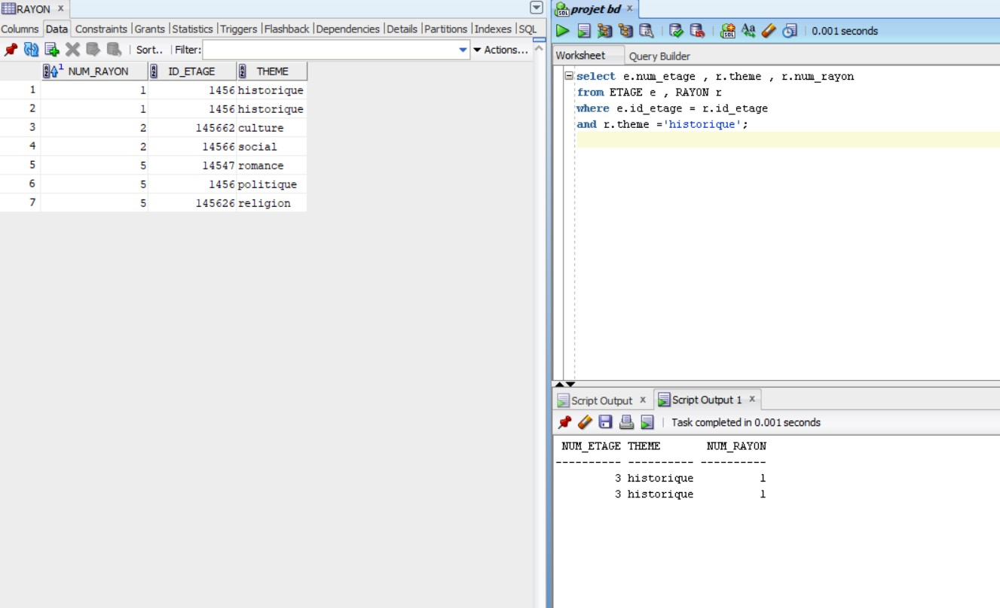 RAYON x
Columns Data Constraints | Grants | Statistics | Triggers | Flashback | Dependencies | Details | Partitions | Indexes | SQL
Sort.. Filter: Actions...
NUM_RAYON ID_ETAGE THEME
1 1 1456 historique
2 1 1456 historique
3 2 145662 culture
4 2 14566 social
5 5 14547 romance
6 5 1456 politique
7 5 145626 religion
projet bd x
0.001 seconds
Worksheet Query Builder
select e.num_etage , r.theme , r.num_rayon
from ETAGE e , RAYON r
where e.id_etage = r.id_etage
and r.theme ='historique';
Script Output x Script Output 1 x
Task completed in 0.001 seconds
NUM_ETAGE THEME NUM_RAYON
---------- ---------- ----------
3 historique 1
3 historique 1